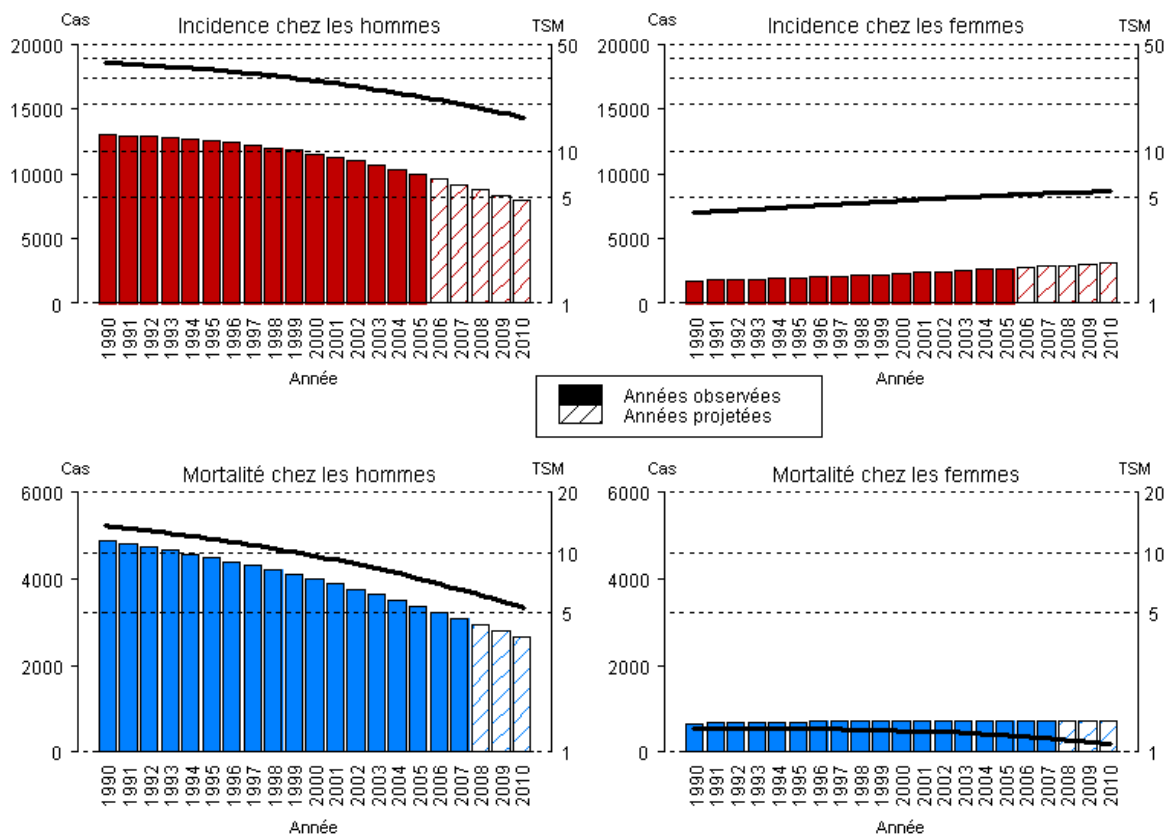 Cas Incidence chez les hommes TSM
20000 50
15000
10000 10
5000 5
0 1
1990 1991 1992 1993 1994 1995 1996 1997 1998 1999 2000 2001 2002 2003 2004 2005 2006 2007 2008 2009 2010
Année
Cas Incidence chez les femmes TSM
20000 50
15000
10000 10
5000 5
0 1
1990 1991 1992 1993 1994 1995 1996 1997 1998 1999 2000 2001 2002 2003 2004 2005 2006 2007 2008 2009 2010
Année
Années observées
Années projetées
Cas Mortalité chez les hommes TSM
6000 20
4000 10
2000 5
0 1
1990 1991 1992 1993 1994 1995 1996 1997 1998 1999 2000 2001 2002 2003 2004 2005 2006 2007 2008 2009 2010
Année
Cas Mortalité chez les femmes TSM
6000 20
4000 10
2000 5
0 1
1990 1991 1992 1993 1994 1995 1996 1997 1998 1999 2000 2001 2002 2003 2004 2005 2006 2007 2008 2009 2010
Année